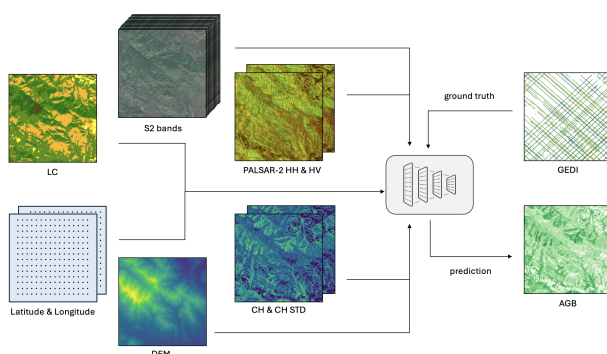 S2 bands
LC
PALSAR-2 HH & HV
ground truth
GEDI
Latitude & Longitude
CH & CH STD
prediction
AGB
DEM